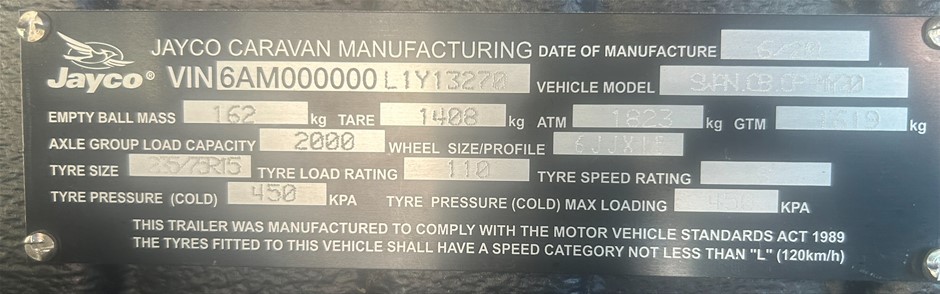 JAYCO CARAVAN MANUFACTURING DATE OF MANUFACTURE 6/20
Jayco® VIN 6AM000000L1Y13270 VEHICLE MODEL
EMPTY BALL MASS 162 kg TARE 1408 kg ATM 1823 kg GTM kg
AXLE GROUP LOAD CAPACITY 2000 WHEEL SIZE/PROFILE 6JJX15
TYRE SIZE TYRE LOAD RATING 110 TYRE SPEED RATING
TYRE PRESSURE (COLD) 450 KPA TYRE PRESSURE (COLD) MAX LOADING 450 KPA
THIS TRAILER WAS MANUFACTURED TO COMPLY WITH THE MOTOR VEHICLE STANDARDS ACT 1989
THE TYRES FITTED TO THIS VEHICLE SHALL HAVE A SPEED CATEGORY NOT LESS THAN "L" (120km/h)